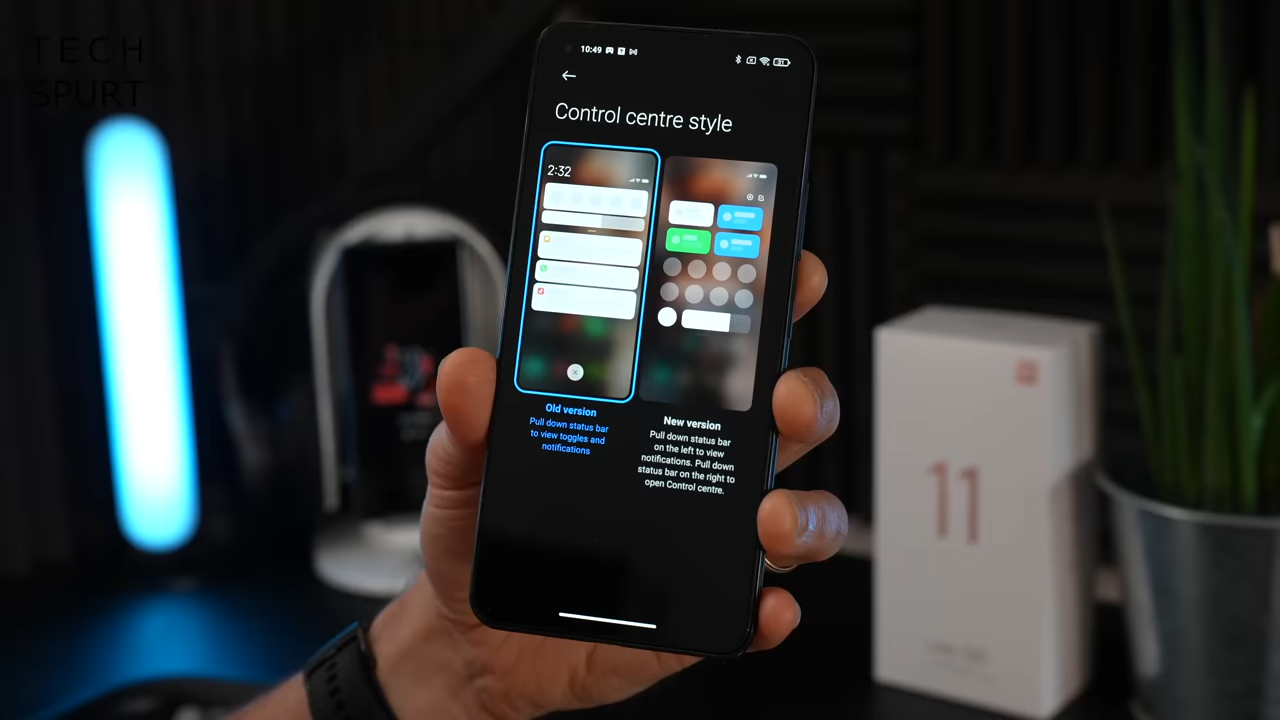 TECH
SPURT
10:49
31
Control centre style
2:32
Old version
Pull down status bar
to view toggles and
notifications
New version
Pull down status bar
on the left to view
notifications. Pull down
status bar on the right to
open Control centre.
11